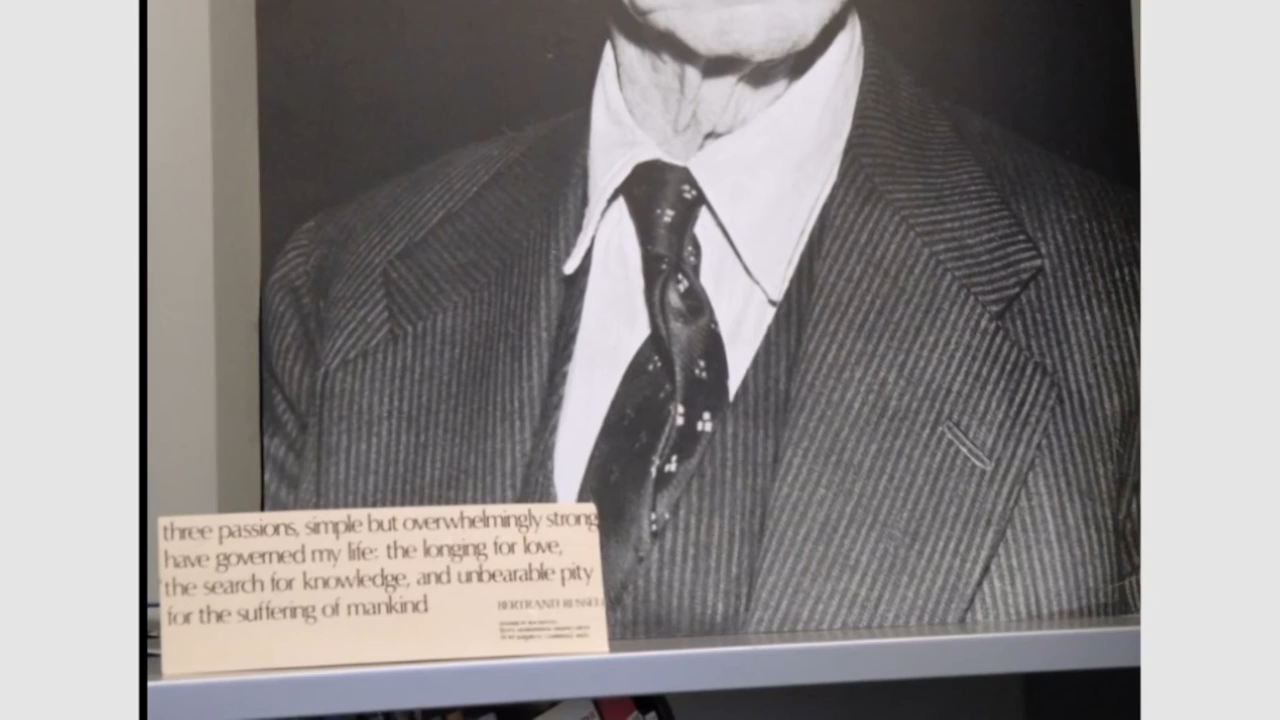 three passions, simple but overwhelmingly strong
have governed my life: the longing for love,
the search for knowledge, and unbearable pity
for the suffering of mankind
BERTRAND RUSSELL